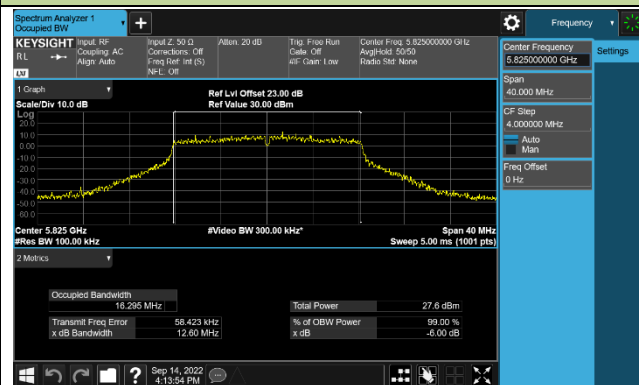 Spectrum Analyzer 1
Occupied BW
Frequency
KEYSIGHT
Input: RF
Coupling: AC
Align: Auto
Input Z: 50 Ω
Corrections: Off
Freq Ref: Int (S)
NFE: Off
Atten: 20 dB
Trig: Free Run
Gate: Off
#IF Gain: Low
Center Freq: 5.825000000 GHz
Avg|Hold: 50/50
Radio Std: None
RL
LXI
Center Frequency
5.825000000 GHz
Settings
Span
40.000 MHz
CF Step
4.000000 MHz
Auto
Man
Freq Offset
0 Hz
1 Graph
Scale/Div 10.0 dB
Ref Lvl Offset 23.00 dB
Ref Value 30.00 dBm
Log
20.0
10.0
0.00
-10.0
-20.0
-30.0
-40.0
-50.0
-60.0
Center 5.825 GHz
#Video BW 300.00 kHz*
Span 40 MHz
#Res BW 100.00 kHz
Sweep 5.00 ms (1001 pts)
2 Metrics
Occupied Bandwidth
16.295 MHz
Total Power
27.6 dBm
Transmit Freq Error
58.423 kHz
% of OBW Power
99.00 %
x dB Bandwidth
12.60 MHz
x dB
-6.00 dB
Sep 14, 2022
4:13:54 PM